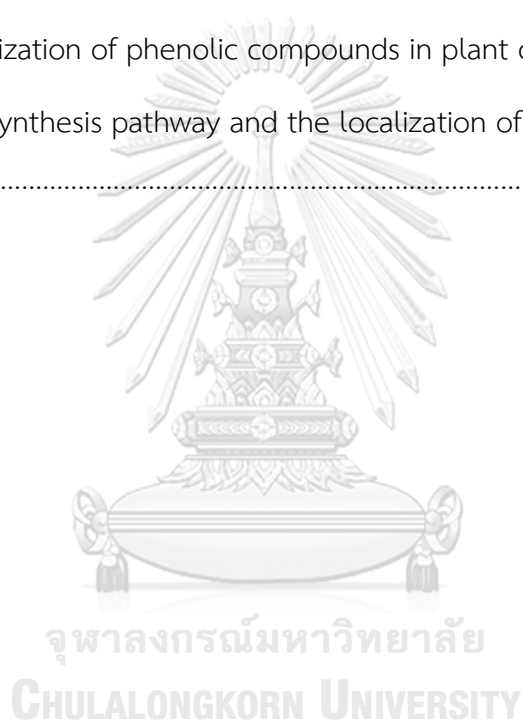 ization of phenolic compounds in plant c
ynthesis pathway and the localization of
................................................................................
จุฬาลงกรณ์มหาวิทยาลัย
CHULALONGKORN UNIVERSITY